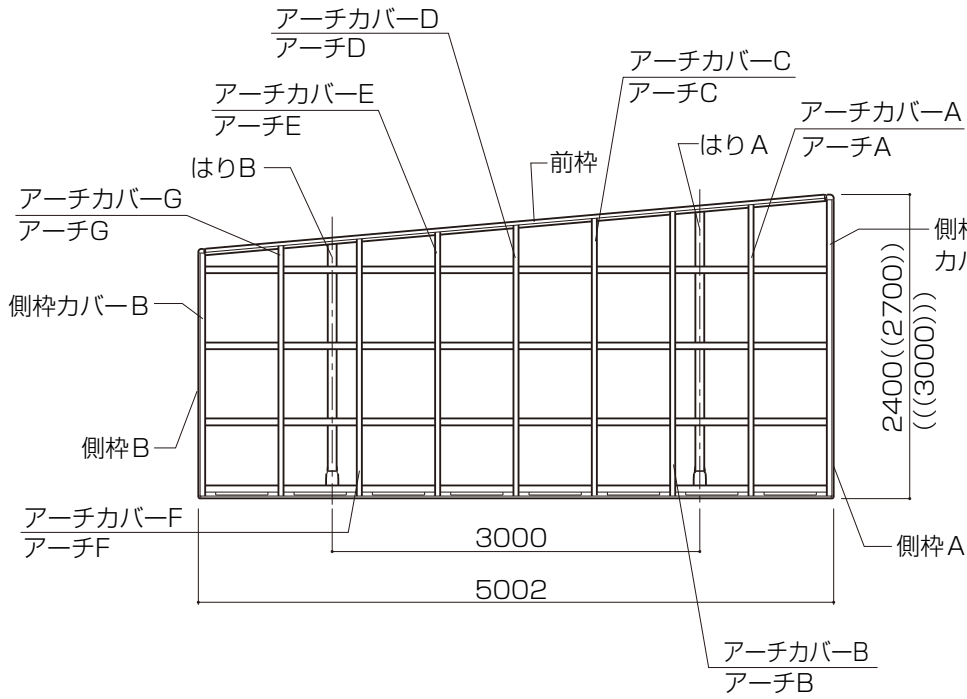 アーチカバーD
アーチD
アーチカバーC
アーチC
アーチカバーE
アーチE
アーチカバーA
アーチA
はりB
前枠
はりA
アーチカバーG
アーチG
側枠カバーB
側枠B
2400((2700))
(((3000)))
アーチカバーF
アーチF
3000
側枠A
5002
アーチカバーB
アーチB